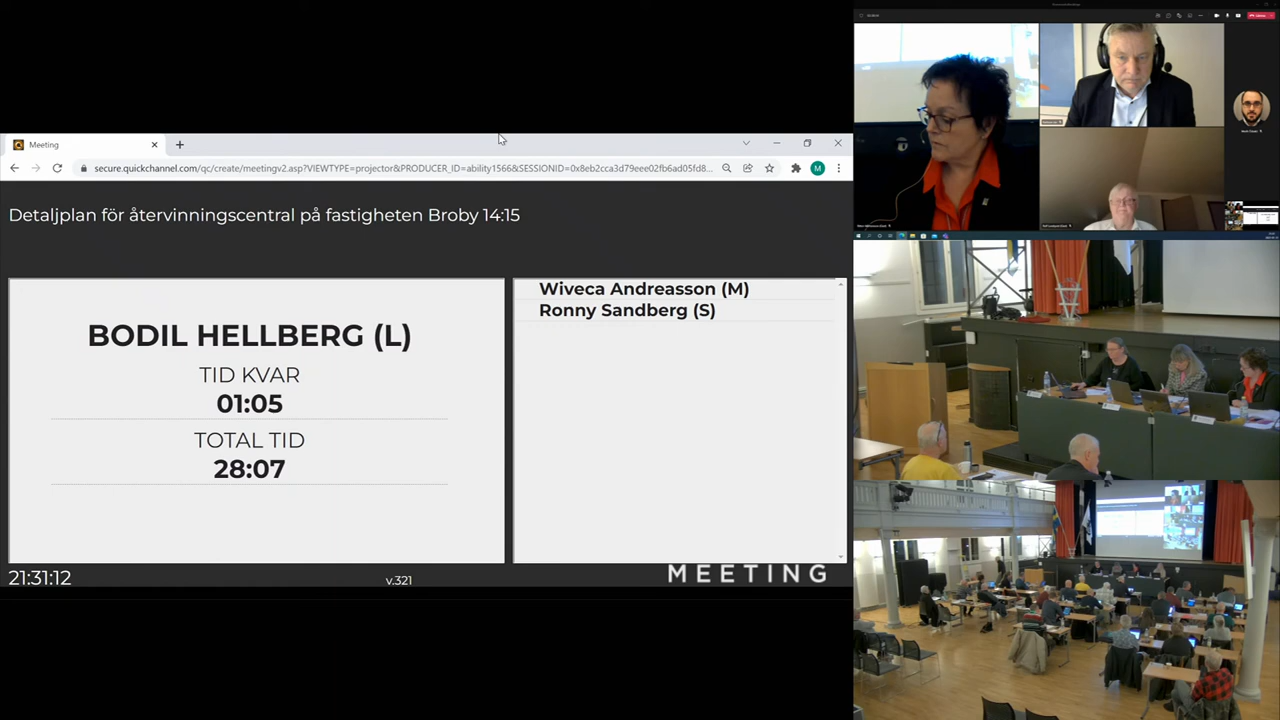 Meeting
secure.quickchannel.com/qc/create/meetingv2.asp?VIEWTYPE=projector&PRODUCER_ID=ability1566&SESSIONID=0x8eb2cca3d79eee02fb6ad05fd8...
M
Detaljplan för återvinningscentral på fastigheten Broby 14:15
BODIL HELLBERG (L)
TID KVAR
01:05
TOTAL TID
28:07
Wiveca Andreasson (M)
Ronny Sandberg (S)
21:31:12
v.321
MEETING